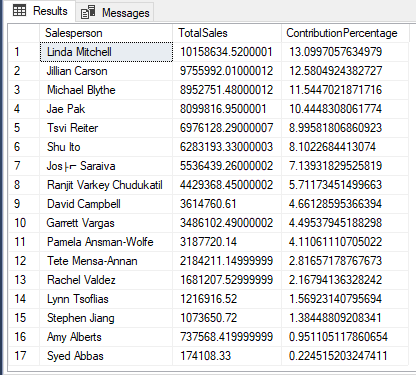 Results Messages
Salesperson TotalSales ContributionPercentage
1 Linda Mitchell 10158634.5200001 13.0997057634979
2 Jillian Carson 9755992.01000012 12.5804924382727
3 Michael Blythe 8952751.48000012 11.5447021871716
4 Jae Pak 8099816.9500001 10.4448308061774
5 Tsvi Reiter 6976128.29000007 8.99581806860923
6 Shu Ito 6283193.33000003 8.1022684413074
7 Jos├⌐ Saraiva 5536439.26000002 7.13931829525819
8 Ranjit Varkey Chudukatil 4429368.45000002 5.71173451499663
9 David Campbell 3614760.61 4.66128595366394
10 Garrett Vargas 3486102.49000002 4.49537945188298
11 Pamela Ansman-Wolfe 3187720.14 4.11061110705022
12 Tete Mensa-Annan 2184211.14999999 2.81657178767673
13 Rachel Valdez 1681207.52999999 2.16794136328242
14 Lynn Tsoflias 1216916.52 1.56923140795694
15 Stephen Jiang 1073650.72 1.38448809208341
16 Amy Alberts 737568.419999999 0.951105117860654
17 Syed Abbas 174108.33 0.224515203247411